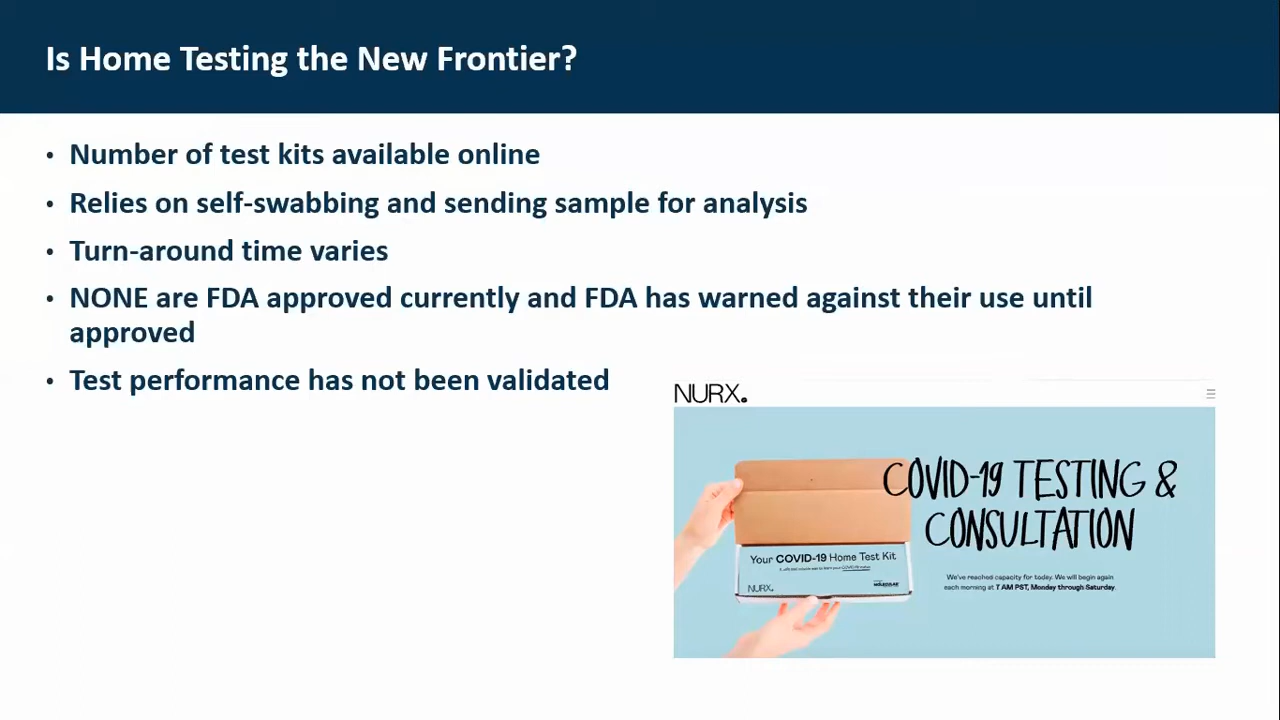 Is Home Testing the New Frontier?
• Number of test kits available online
• Relies on self-swabbing and sending sample for analysis
• Turn-around time varies
• NONE are FDA approved currently and FDA has warned against their use until
approved
• Test performance has not been validated
NURX.
COVID-19 TESTING &
CONSULTATION
Your COVID-19 Home Test Kit
NURX.
MOLECULAR
We've reached capacity for today. We will begin again
each morning at 7 AM PST, Monday through Saturday.